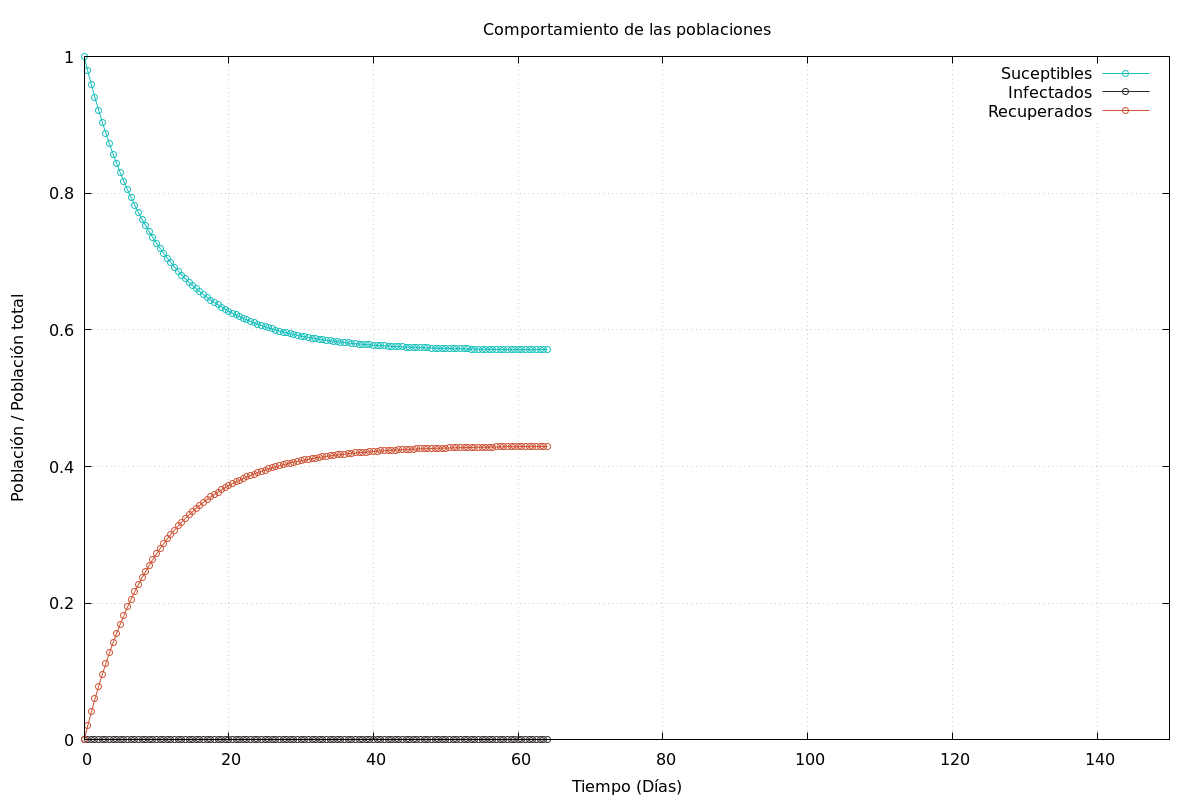 Comportamiento de las poblaciones
Suceptibles
Infectados
Recuperados
Población / Población total
1
0.8
0.6
0.4
0.2
0
0 20 40 60 80 100 120 140
Tiempo (Días)